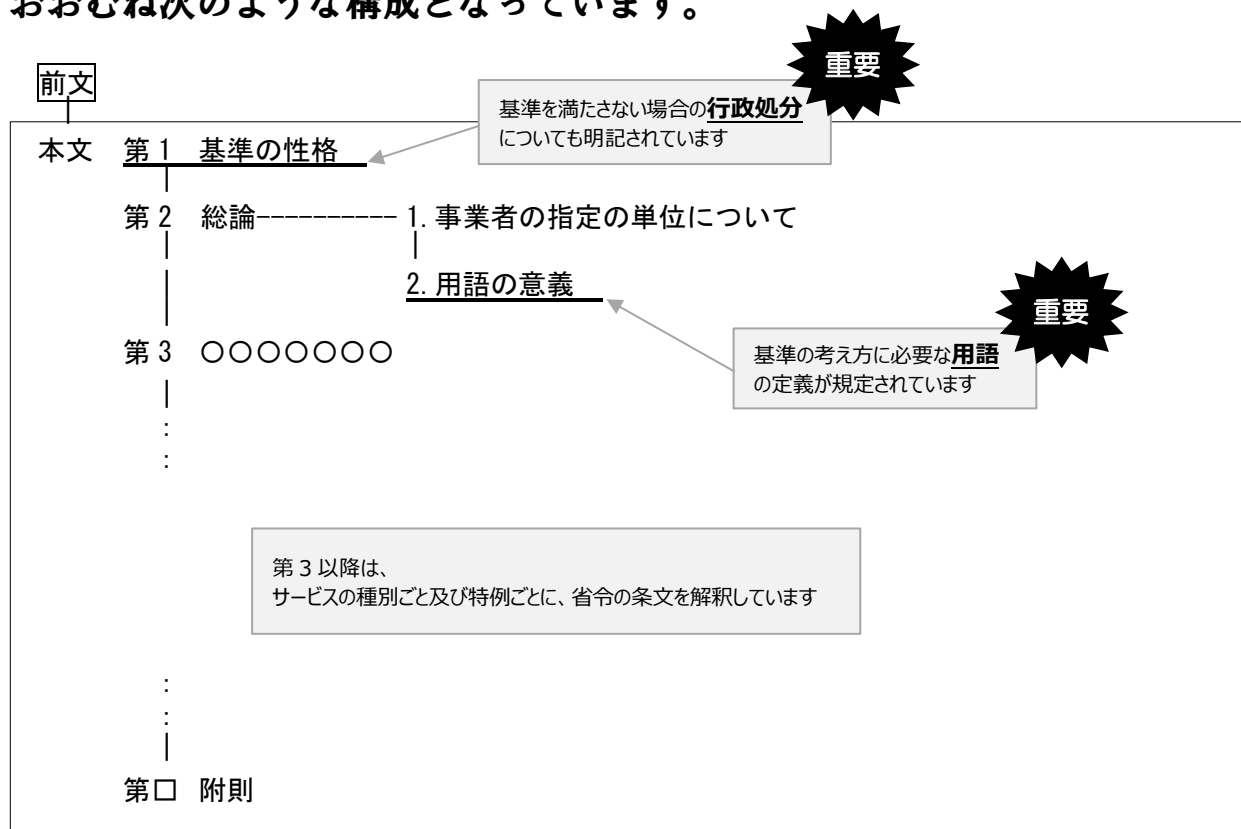 おおむね次のような構成となっています。
重要
前文
基準を満たさない場合の行政処分
についても明記されています
本文 第1 基準の性格
第2 総論---------- 1.事業者の指定の単位について
2.用語の意義
重要
第3 〇〇〇〇〇〇〇
基準の考え方に必要な用語
の定義が規定されています
:
:
第3以降は、
サービスの種別ごと及び特例ごとに、省令の条文を解釈しています
:
:
第□ 附則